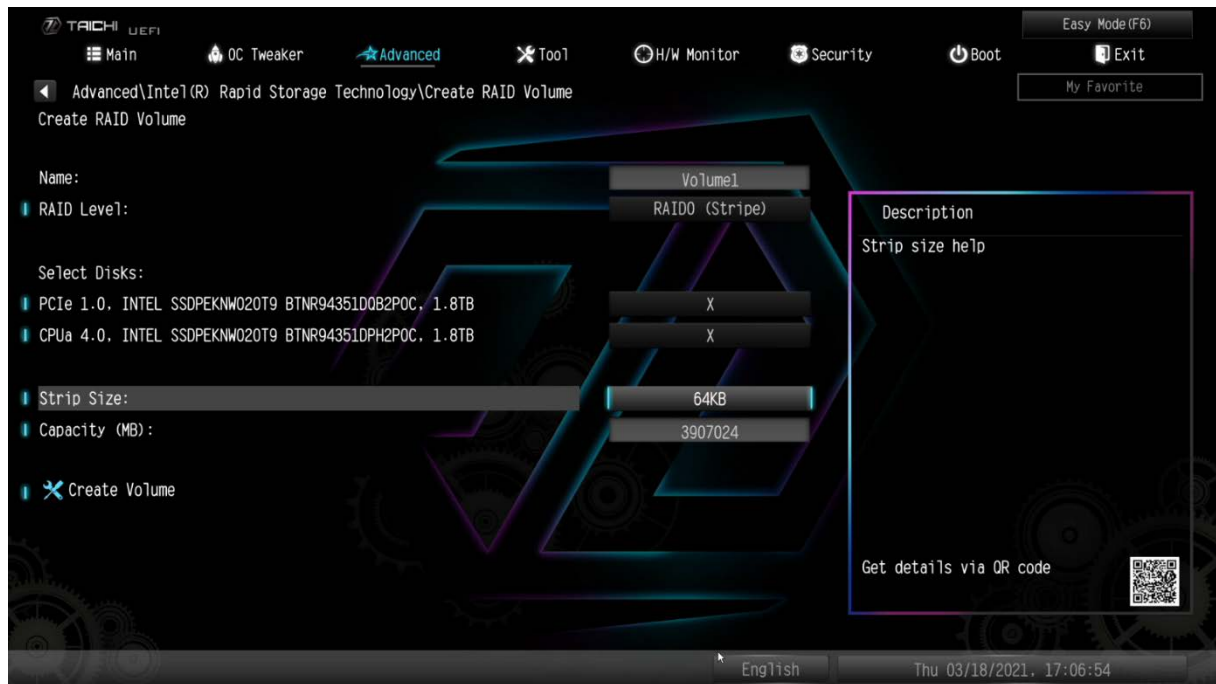 TAICHI UEFI
Easy Mode(F6)
Main OC Tweaker Advanced Tool H/W Monitor Security Boot Exit
Advanced\Intel(R) Rapid Storage Technology\Create RAID Volume
My Favorite
Create RAID Volume
Name: Volume1
RAID Level: RAID0 (Stripe)
Description
Strip size help
Select Disks:
PCIe 1.0, INTEL SSDPEKNW020T9 BTNR94351DQB2P0C, 1.8TB X
CPUa 4.0, INTEL SSDPEKNW020T9 BTNR94351DPH2P0C, 1.8TB X
Strip Size: 64KB
Capacity (MB): 3907024
Create Volume
Get details via QR code
English Thu 03/18/2021, 17:06:54